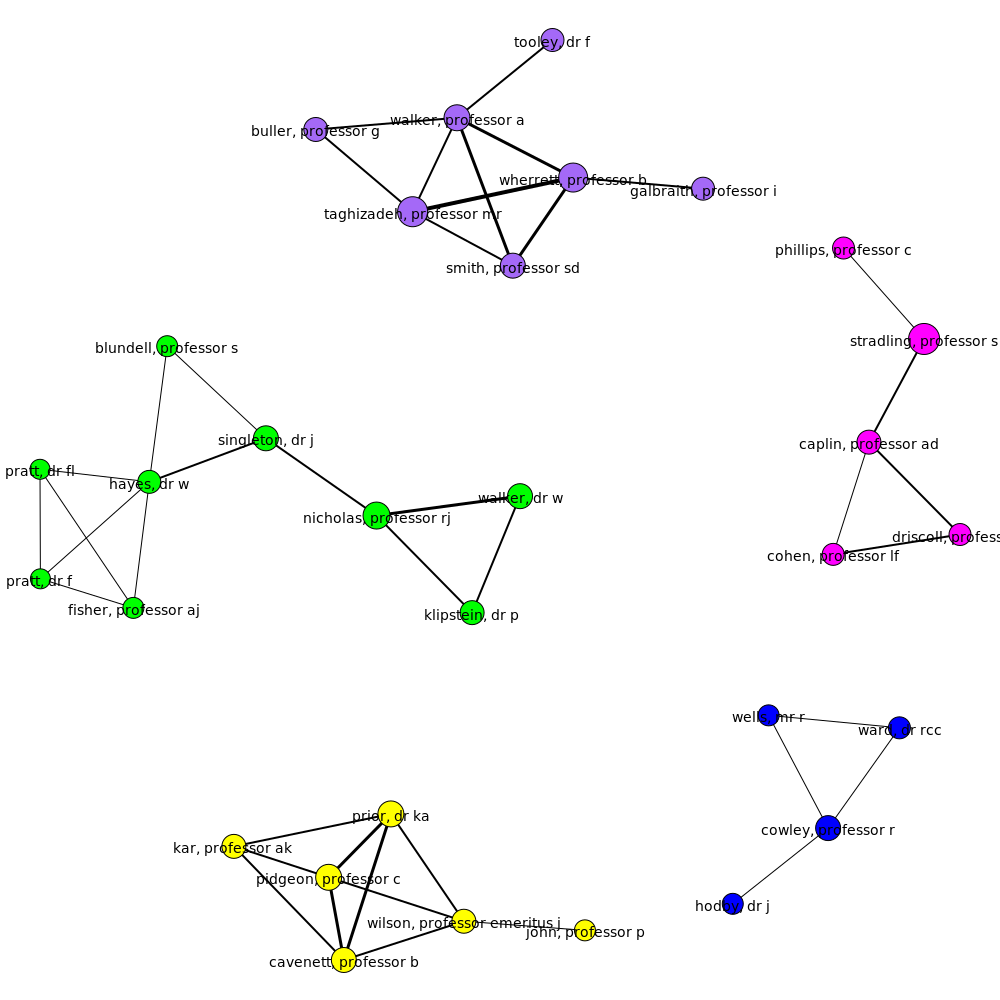 tooley, dr f
walker, professor a
buller, professor g
wherrett, professor b
galbraith, professor i
taghizadeh, professor mr
smith, professor sd
phillips, professor c
stradling, professor s
blundell, professor s
singleton, dr j
caplin, professor ad
pratt, dr fl
hayes, dr w
walker, dr w
nicholas, professor rj
driscoll, profess
cohen, professor lf
pratt, dr f
fisher, professor aj
klipstein, dr p
wells, mr r
ward, dr rcc
prior, dr ka
cowley, professor r
kar, professor ak
pidgeon, professor c
hodby, dr j
wilson, professor emeritus j
john, professor p
cavenett, professor b